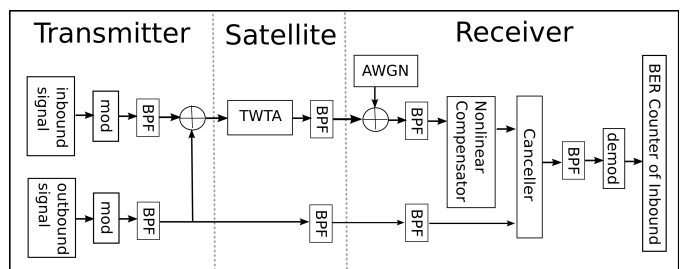 Transmitter
Satellite
Receiver
inbound
signal
mod
BPF
TWTA
BPF
AWGN
BPF
Nonlinear
Compensator
Canceller
BPF
demod
BER Counter of Inbound
outbound
signal
mod
BPF
BPF
BPF